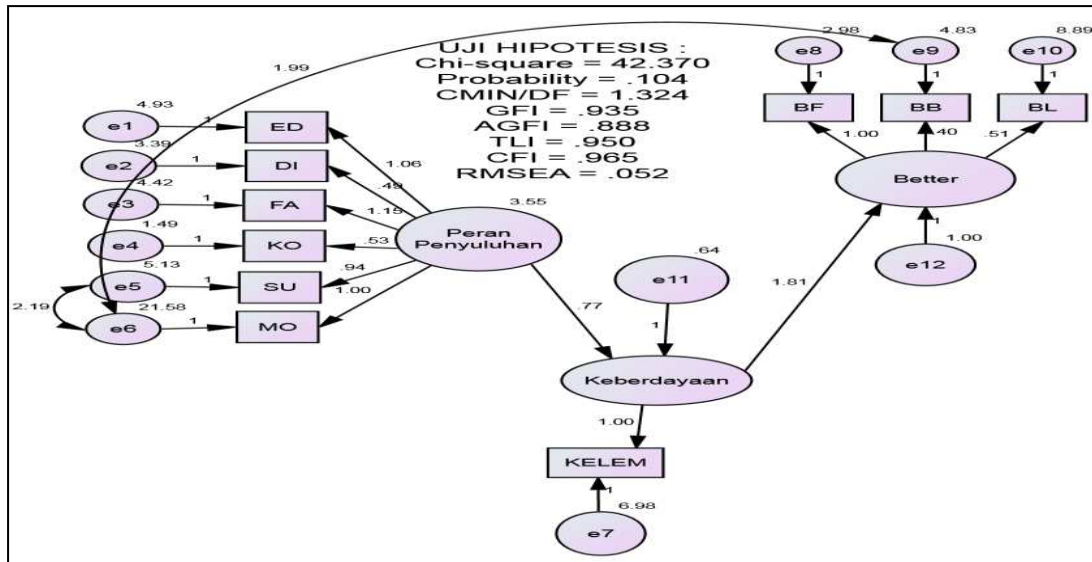 UJI HIPOTESIS :
Chi-square = 42.370
Probability = .104
CMIN/DF = 1.324
GFI = .935
AGFI = .888
TLI = .950
CFI = .965
RMSEA = .052
1.99
4.93
e1
1
ED
3.39
e2
1
DI
4.42
e3
1
FA
1.49
e4
1
KO
5.13
e5
1
SU
2.19
21.58
e6
1
MO
1.06
.49
1.15
.53
.94
1.00
3.55
Peran
Penyuluhan
.77
.64
e11
1
Keberdayaan
1.00
KELEM
1
6.98
e7
1.81
2.98
e8
1
BF
4.83
e9
1
BB
8.89
e10
1
BL
1.00
.40
.51
Better
1
1.00
e12